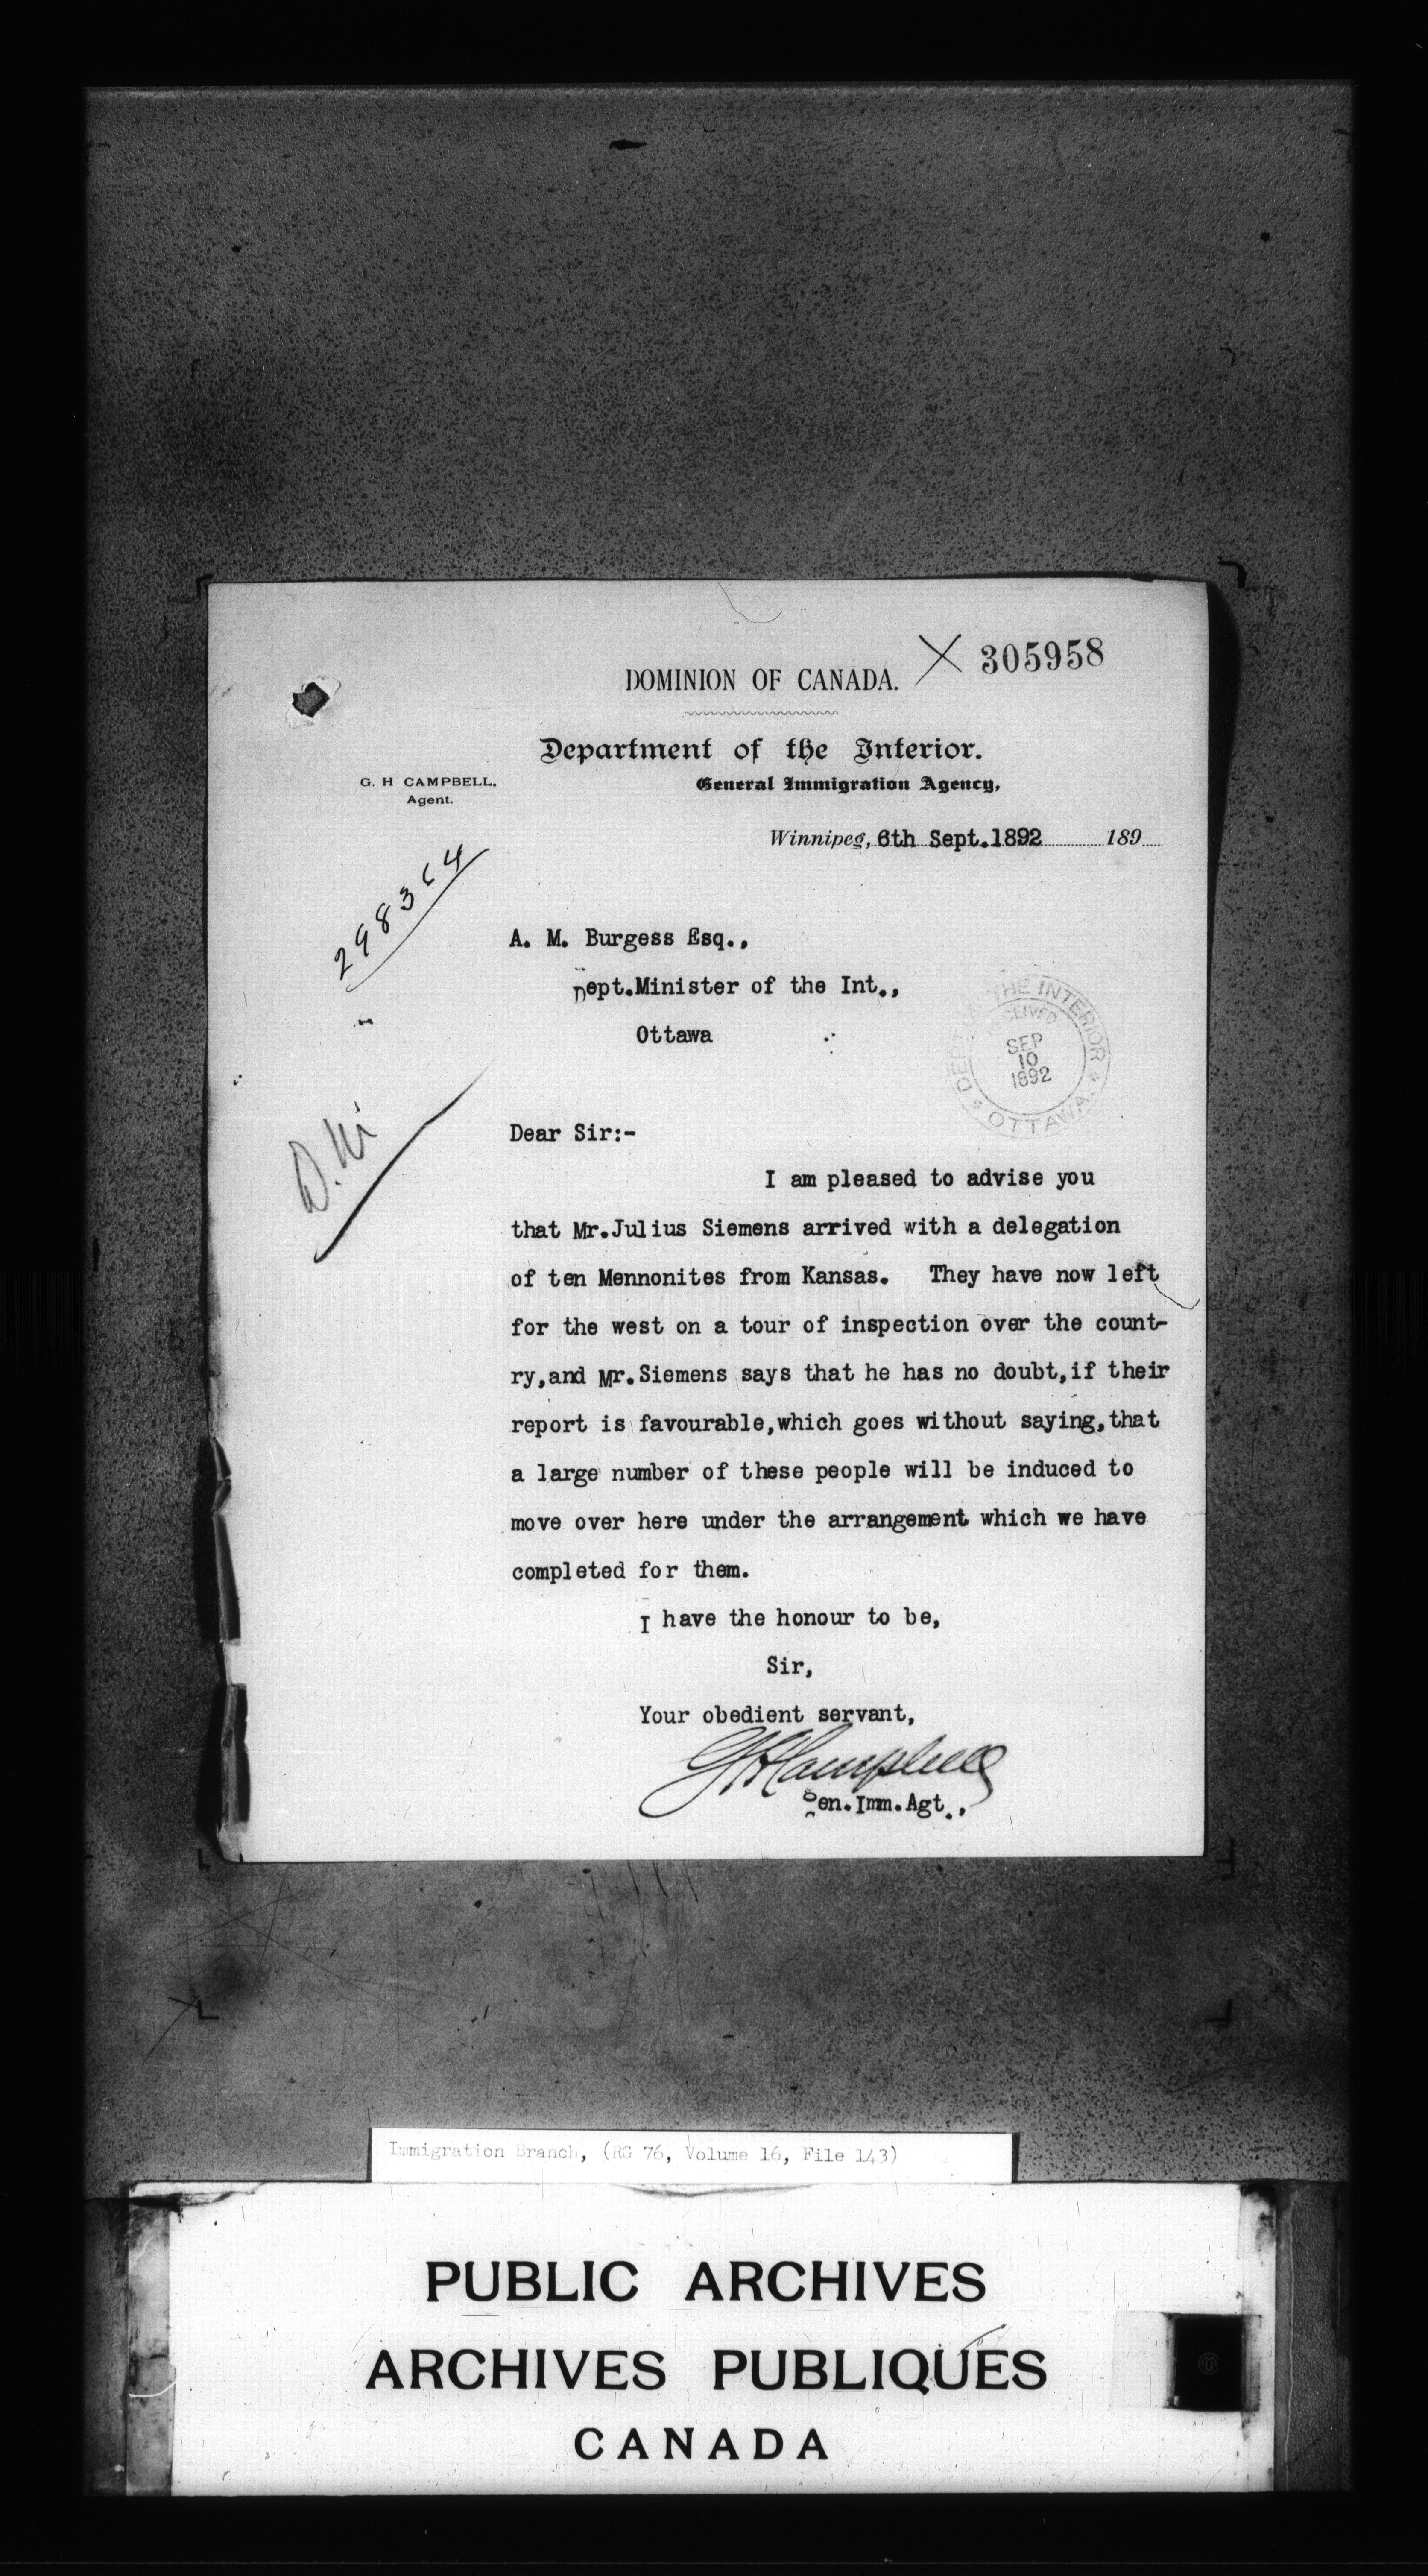 305958
DOMINION OF CANADA.
Department of the Interior.
G. H CAMPBELL,
Agent.
General Immigration Agency,
Winnipeg, 6th Sept.1892 189
A. M. Burgess Esq.,
Dept.Minister of the Int.,
Ottawa
DEPT OF THE INTERIOR
RECEIVED
SEP
10
1892
OTTAWA.
Dear Sir:-
I am pleased to advise you
that Mr.Julius Siemens arrived with a delegation
of ten Mennonites from Kansas. They have now left
for the west on a tour of inspection over the count-
ry,and Mr.Siemens says that he has no doubt,if their
report is favourable,which goes without saying,that
a large number of these people will be induced to
move over here under the arrangement which we have
completed for them.
I have the honour to be,
Sir,
Your obedient servant,
GHCampbell
Gen.Imm.Agt.,
Immigration Branch, (RG 76, Volume 16, File 143)
PUBLIC ARCHIVES
ARCHIVES PUBLIQUES
CANADA